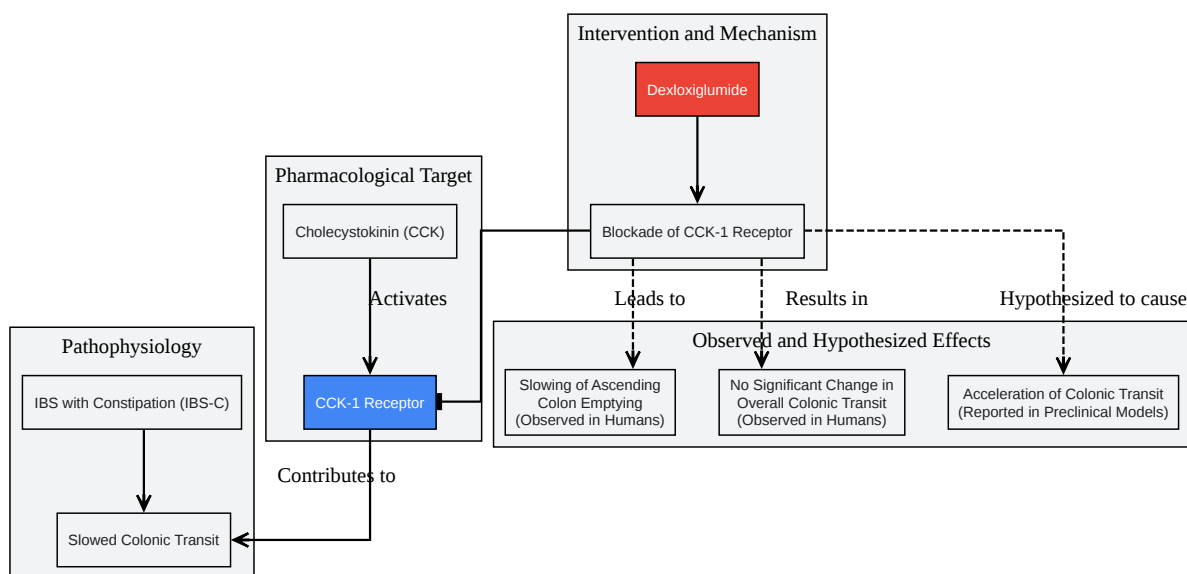 Intervention and Mechanism
Dexloxiglumide
Pharmacological Target
Cholecystokinin (CCK)
Blockade of CCK-1 Receptor
Activates
Leads to
Results in
Hypothesized to cause
Pathophysiology
Observed and Hypothesized Effects
IBS with Constipation (IBS-C)
CCK-1 Receptor
Slowing of Ascending
Colon Emptying
(Observed in Humans)
No Significant Change in
Overall Colonic Transit
(Observed in Humans)
Acceleration of Colonic Transit
(Reported in Preclinical Models)
Contributes to
Slowed Colonic Transit